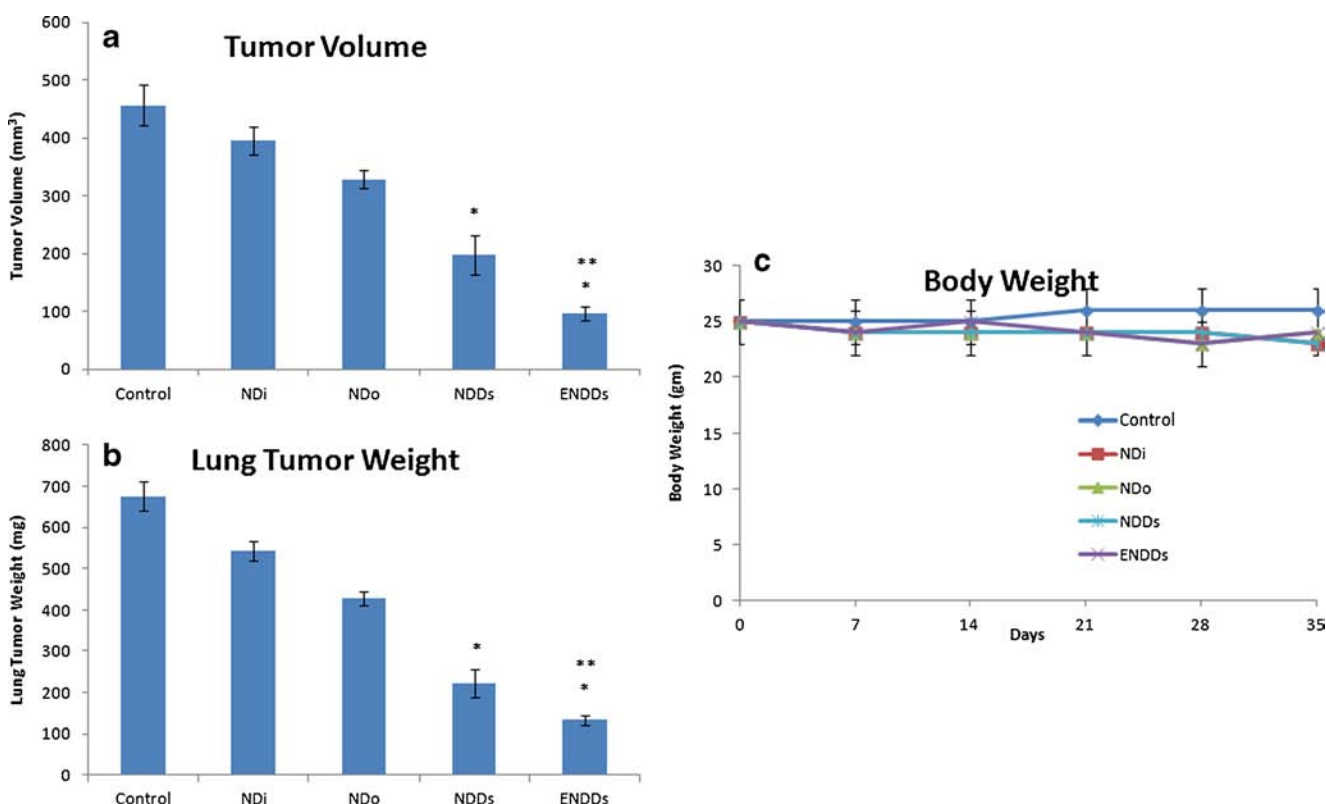 a
Tumor Volume
Tumor Volume (mm³)
600
500
400
300
200
100
0
*
**
*
Control NDi NDo NDDs ENDDs
b
Lung Tumor Weight
Lung Tumor Weight (mg)
800
700
600
500
400
300
200
100
0
*
**
*
Control NDi NDo NDDs ENDDs
c
Body Weight
Body Weight (gm)
30
25
20
15
10
5
0
Control
NDi
NDo
NDDs
ENDDs
0 7 14 21 28 35
Days